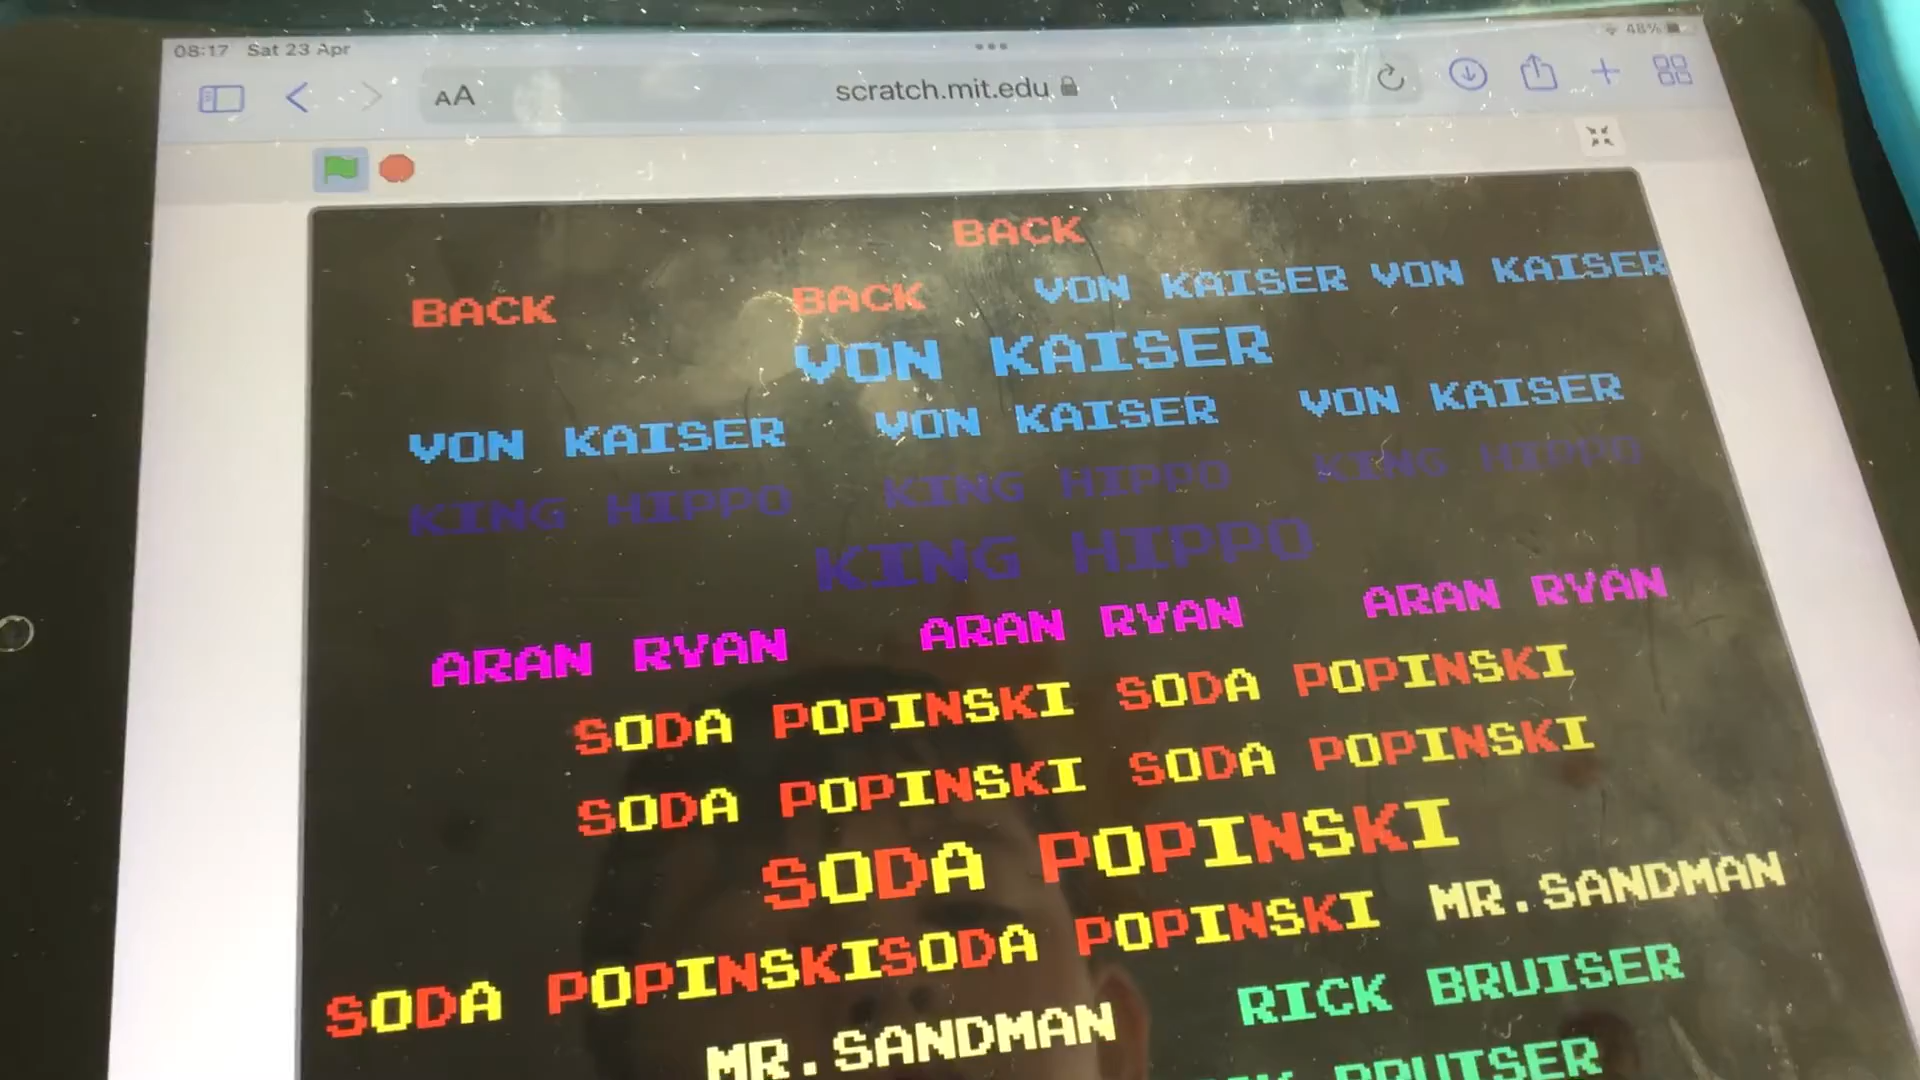 08:17 Sat 23 Apr 48%
AA scratch.mit.edu
BACK
BACK BACK VON KAISER VON KAISER
VON KAISER
VON KAISER VON KAISER VON KAISER
KING HIPPO KING HIPPO KING HIPPO
KING HIPPO
ARAN RYAN ARAN RYAN ARAN RYAN
SODA POPINSKI SODA POPINSKI
SODA POPINSKI SODA POPINSKI
SODA POPINSKI
SODA POPINSKISODA POPINSKI MR.SANDMAN
MR.SANDMAN RICK BRUISER
BRUISER